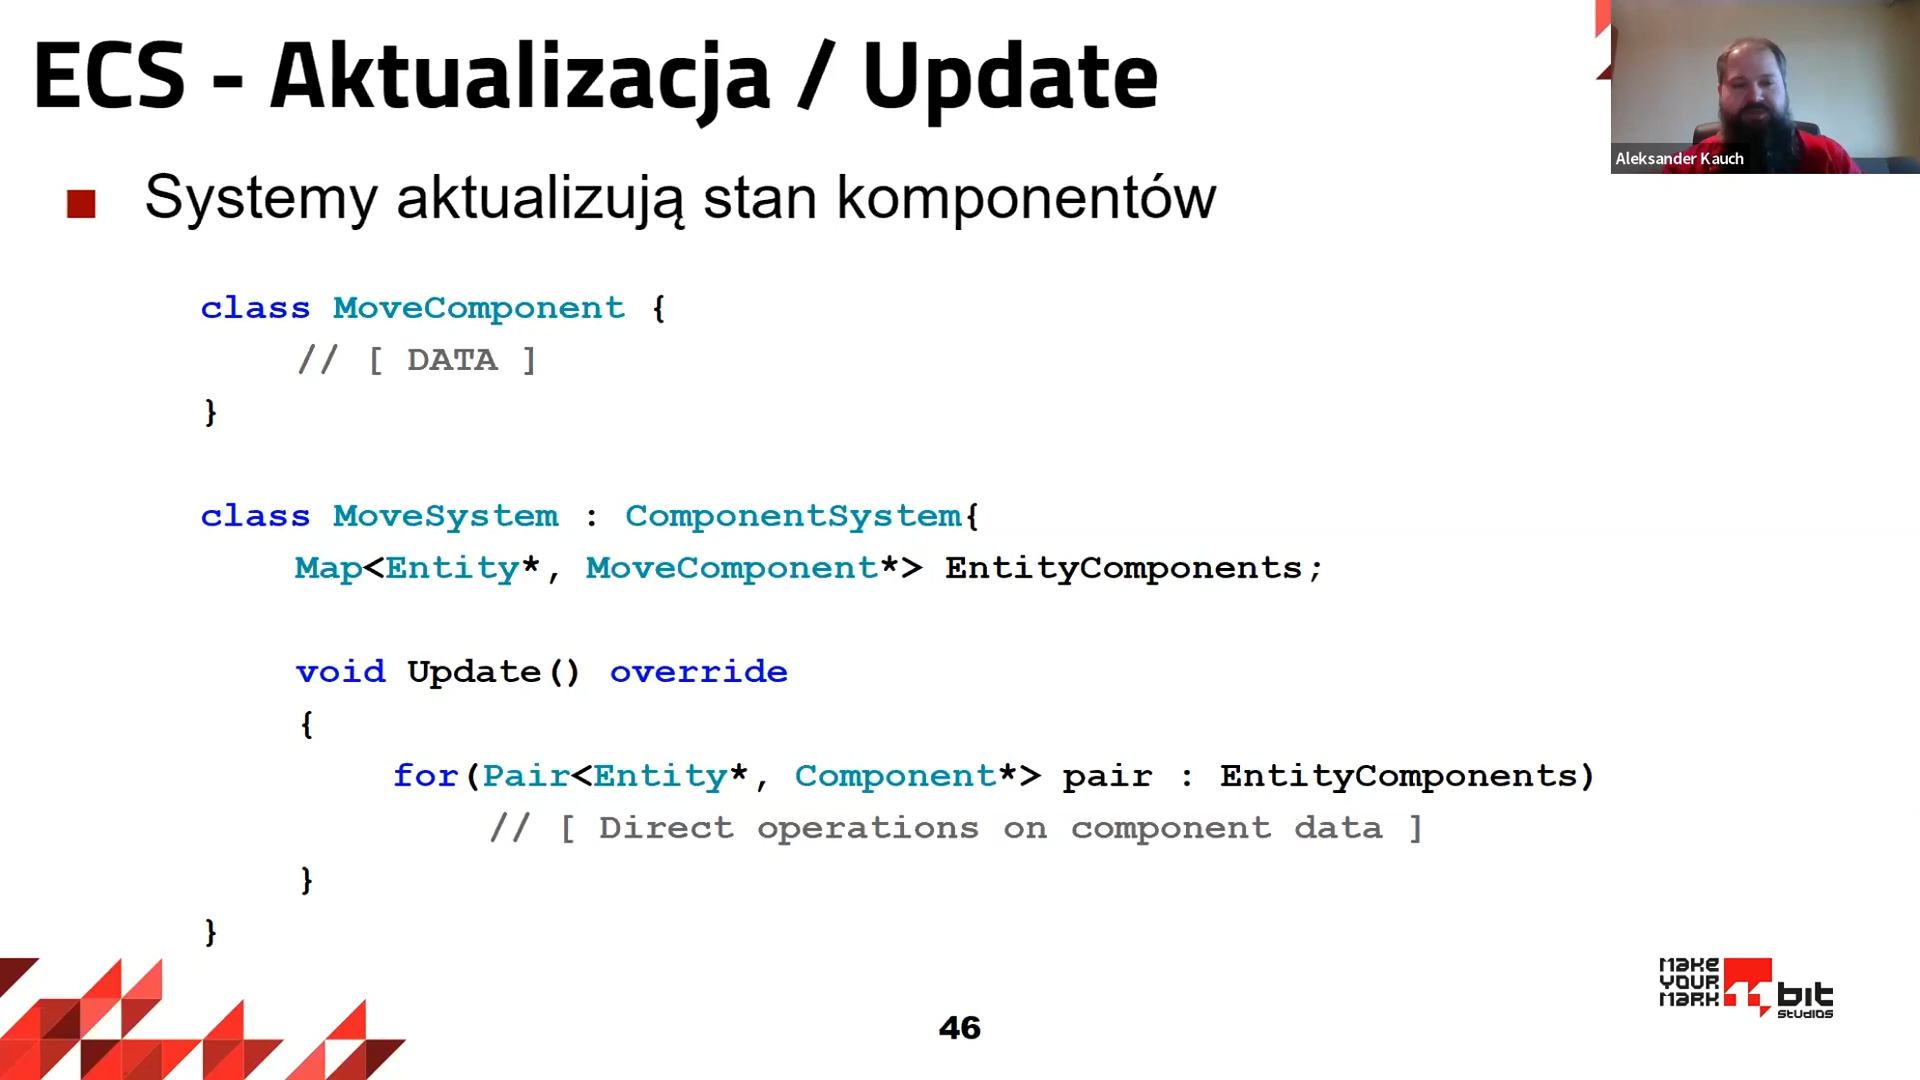 ECS - Aktualizacja / Update
Aleksander Kauch
Systemy aktualizują stan komponentów
class MoveComponent {
// [ DATA ]
}
class MoveSystem : ComponentSystem{
Map<Entity*, MoveComponent*> EntityComponents;
void Update() override
{
for(Pair<Entity*, Component*> pair : EntityComponents)
// [ Direct operations on component data ]
}
}
MAKE
YOUR
MARK
11 bit
STUDIOS
46